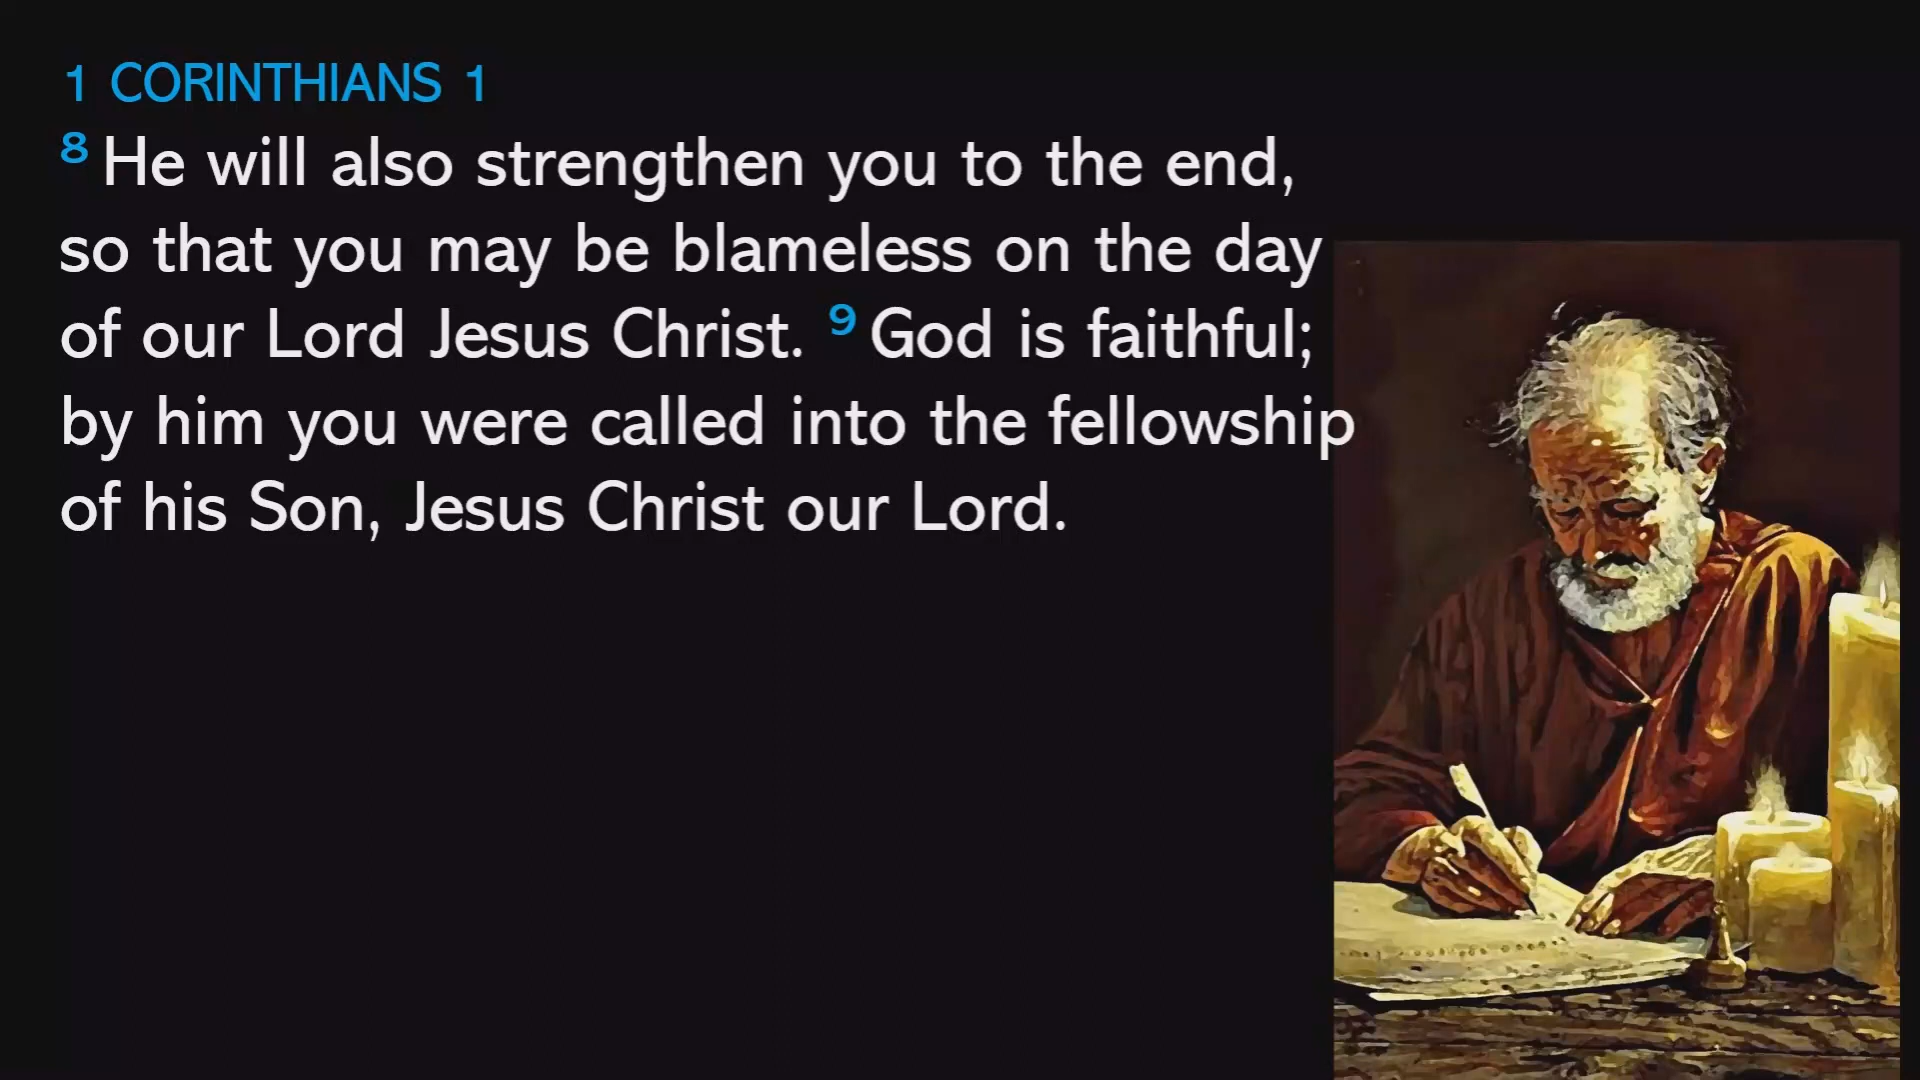 1 CORINTHIANS 1
8 He will also strengthen you to the end,
so that you may be blameless on the day
of our Lord Jesus Christ. 9 God is faithful;
by him you were called into the fellowship
of his Son, Jesus Christ our Lord.